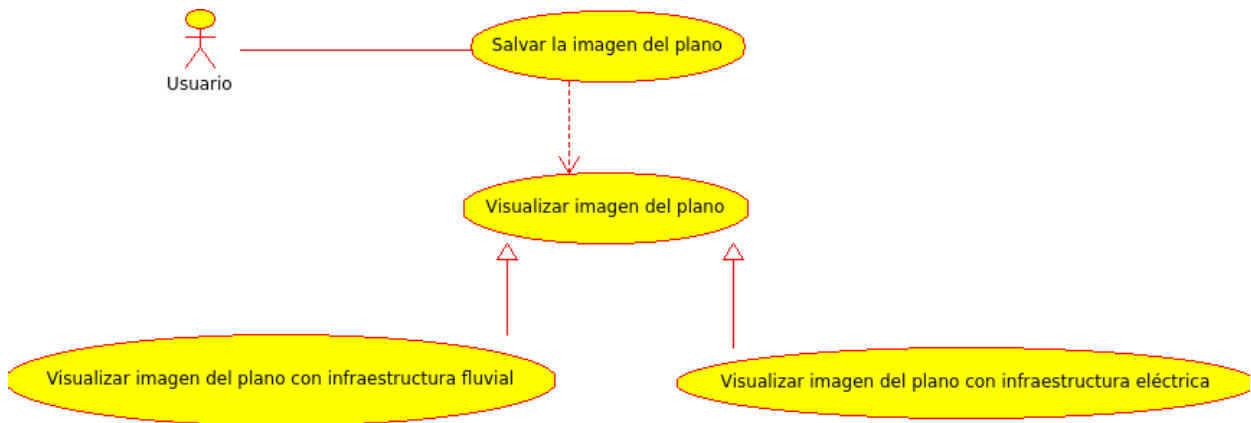 Salvar la imagen del plano
Usuario
Visualizar imagen del plano
Visualizar imagen del plano con infraestructura fluvial
Visualizar imagen del plano con infraestructura eléctrica